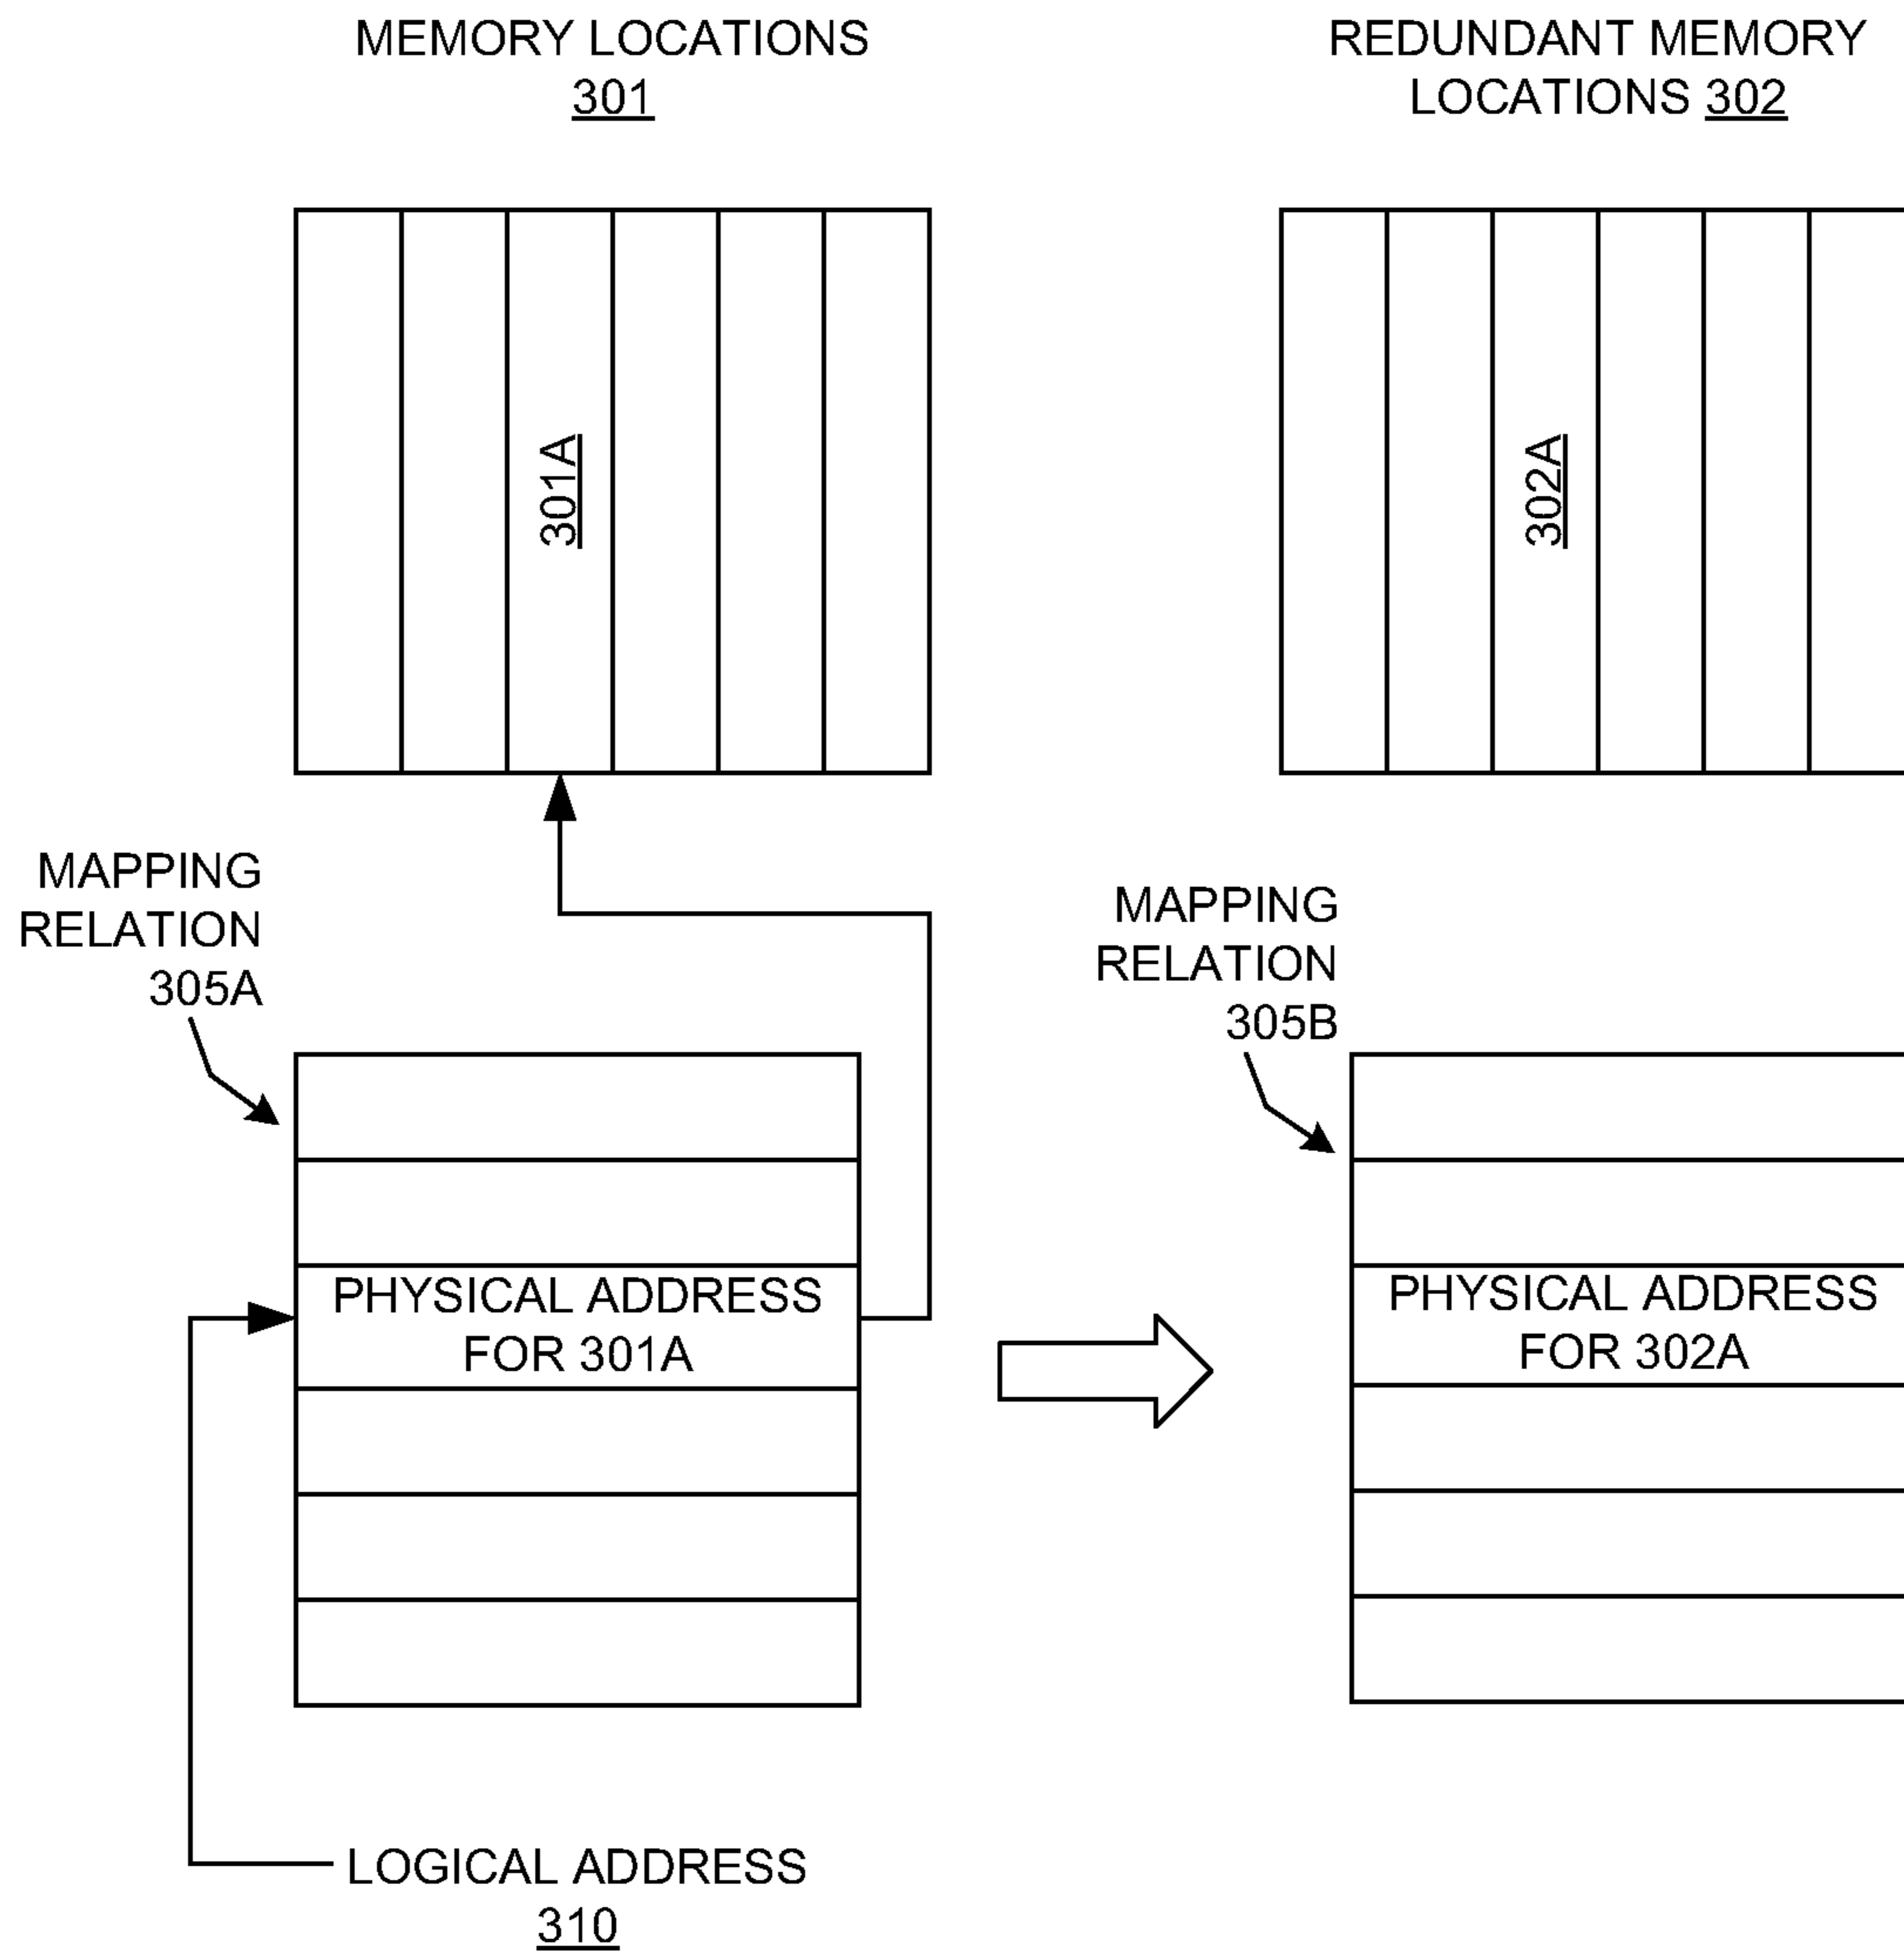 MEMORY LOCATIONS
301
REDUNDANT MEMORY
LOCATIONS 302
301A
302A
MAPPING
RELATION
305A
MAPPING
RELATION
305B
PHYSICAL ADDRESS
FOR 301A
PHYSICAL ADDRESS
FOR 302A
LOGICAL ADDRESS
310